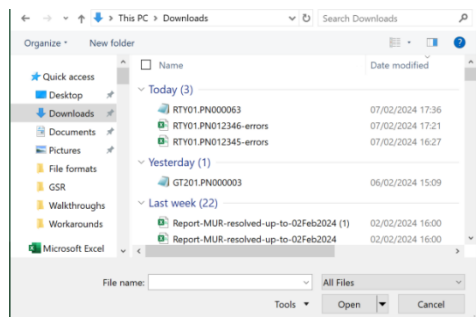 This PC > Downloads
Search Downloads
Organize
New folder
Name
Date modified
Quick access
Desktop
Downloads
Documents
Pictures
File formats
GSR
Walkthroughs
Workarounds
Microsoft Excel
Today (3)
RTY01.PN000063 07/02/2024 17:36
RTY01.PN012346-errors 07/02/2024 17:21
RTY01.PN012345-errors 07/02/2024 16:27
Yesterday (1)
GT201.PN000003 06/02/2024 15:09
Last week (22)
Report-MUR-resolved-up-to-02Feb2024 (1) 02/02/2024 16:00
Report-MUR-resolved-up-to-02Feb2024 02/02/2024 16:00
File name:
All Files
Tools
Open
Cancel